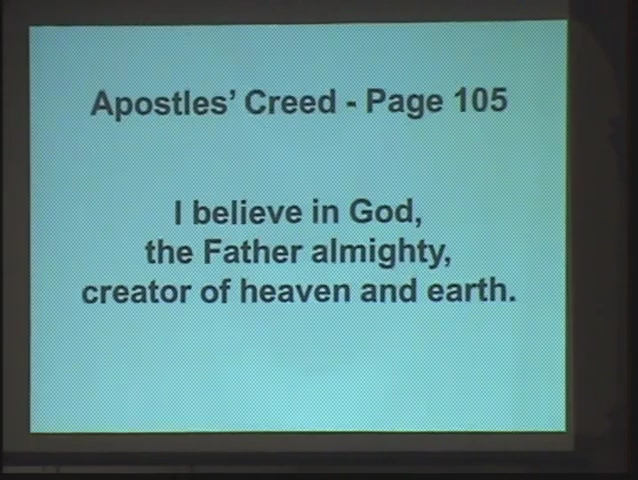 Apostles’ Creed - Page 105
I believe in God,
the Father almighty,
creator of heaven and earth.